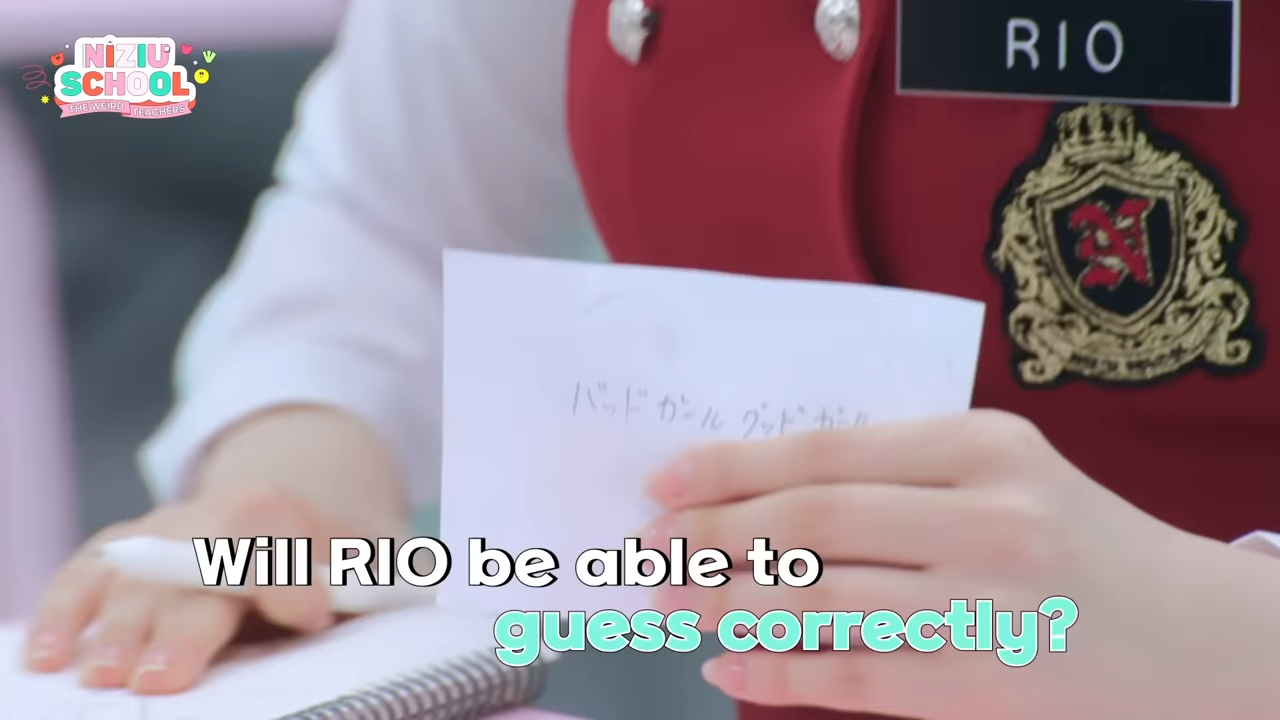 NIZIU
SCHOOL
THE WEIRD TEACHERS
RIO
N
バッドガール グッドガール
Will RIO be able to
guess correctly?